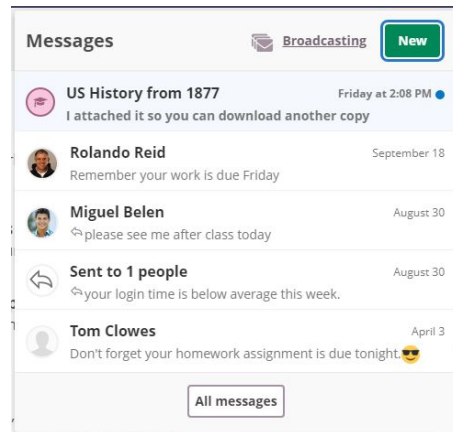 Messages
Broadcasting
New
US History from 1877
Friday at 2:08 PM
I attached it so you can download another copy
Rolando Reid
September 18
Remember your work is due Friday
Miguel Belen
August 30
please see me after class today
Sent to 1 people
August 30
your login time is below average this week.
Tom Clowes
April 3
Don't forget your homework assignment is due tonight.😎
All messages